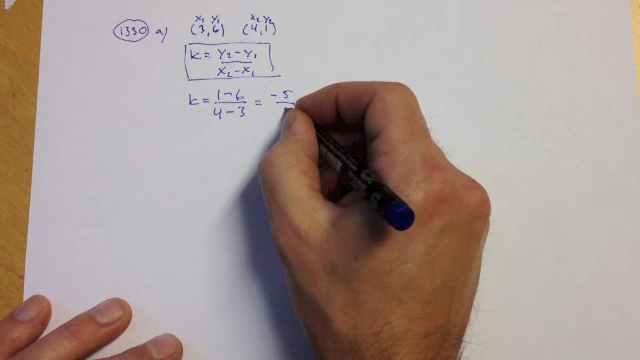 1330 a) x₁ y₁ x₂ y₂
(3,6) (4,1)
k = y₂-y₁ / x₂-x₁
k = 1-6 / 4-3 = -5 /